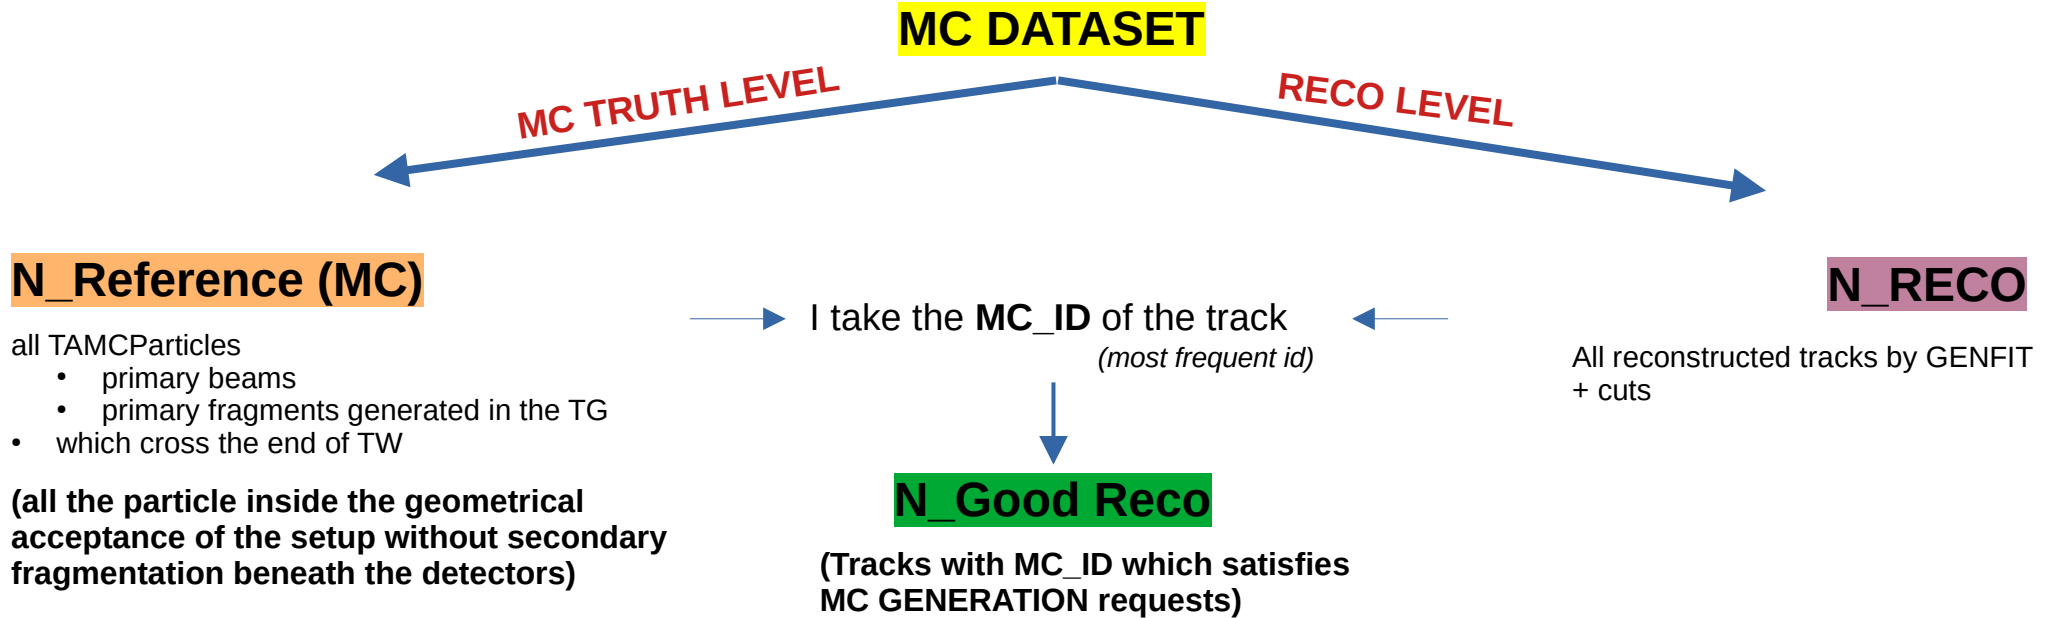 MC DATASET
MC TRUTH LEVEL
RECO LEVEL
N_Reference (MC)
all TAMCParticles
• primary beams
• primary fragments generated in the TG
• which cross the end of TW
(all the particle inside the geometrical
acceptance of the setup without secondary
fragmentation beneath the detectors)
I take the MC_ID of the track
(most frequent id)
N_Good Reco
(Tracks with MC_ID which satisfies
MC GENERATION requests)
N_RECO
All reconstructed tracks by GENFIT
+ cuts